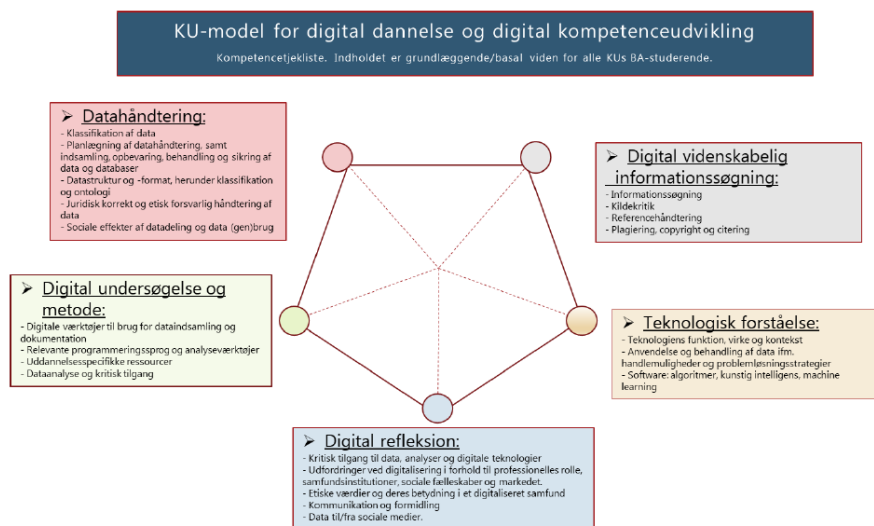 KU-model for digital dannelse og digital kompetenceudvikling
Kompetencetjekliste. Indholdet er grundlæggende/basal viden for alle KUs BA-studerende.
➢ Datahåndtering:
- Klassifikation af data
- Planlægning af datahåndtering, samt
indsamling, opbevaring, behandling og sikring af
data og databaser
- Datastruktur og -format, herunder klassifikation
og ontologi
- Juridisk korrekt og etisk forsvarlig håndtering af
data
- Sociale effekter af datadeling og data (gen)brug
➢ Digital videnskabelig
informationssøgning:
- Informationssøgning
- Kildekritik
- Referencehåndtering
- Plagiering, copyright og citering
➢ Digital undersøgelse og
metode:
- Digitale værktøjer til brug for dataindsamling og
dokumentation
- Relevante programmeringssprog og analyseværktøjer
- Uddannelsesspecifikke ressourcer
- Dataanalyse og kritisk tilgang
➢ Teknologisk forståelse:
- Teknologiens funktion, virke og kontekst
- Anvendelse og behandling af data ifm.
handlemuligheder og problemløsningsstrategier
- Software: algoritmer, kunstig intelligens, machine
learning
➢ Digital refleksion:
- Kritisk tilgang til data, analyser og digitale teknologier
- Udfordringer ved digitalisering i forhold til professionelles rolle,
samfundsinstitutioner, sociale fælleskaber og markedet.
- Etiske værdier og deres betydning i et digitaliseret samfund
- Kommunikation og formidling
- Data til/fra sociale medier.